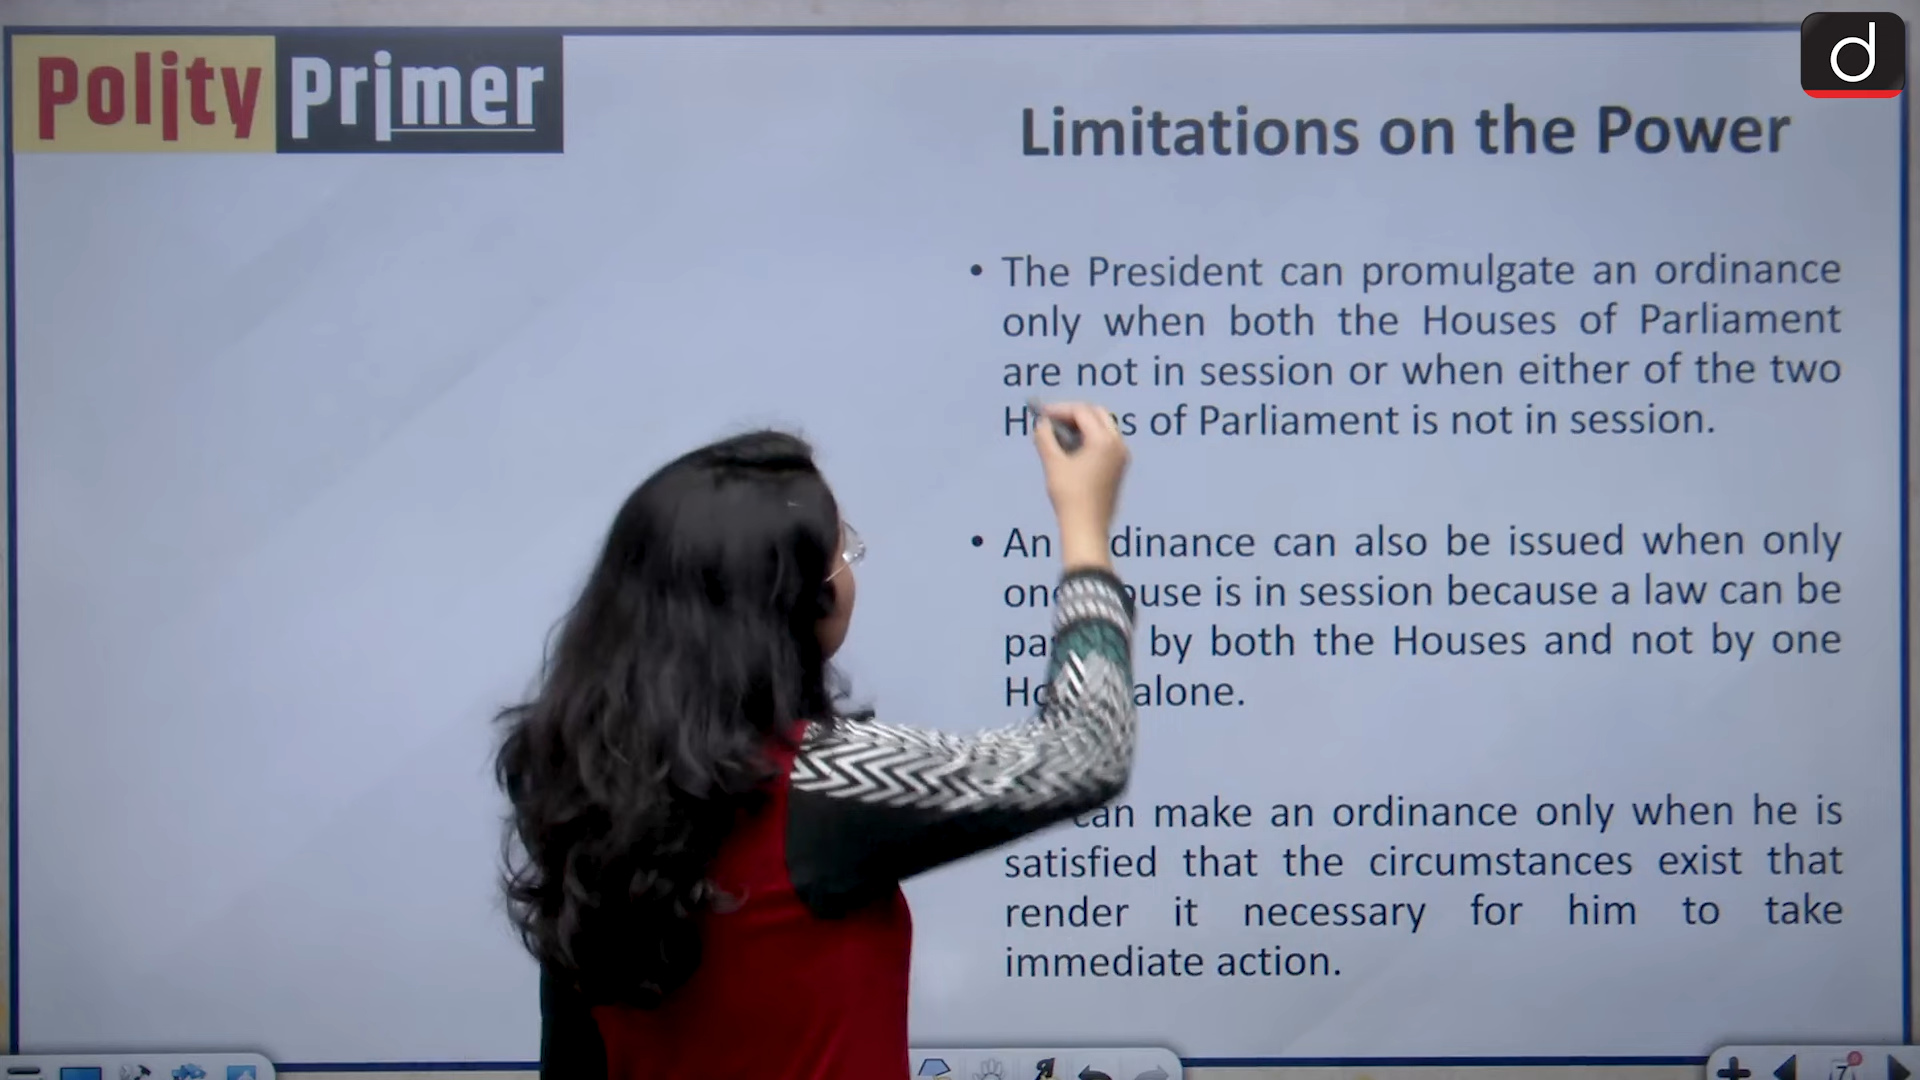 Polity Primer
d
Limitations on the Power
• The President can promulgate an ordinance
only when both the Houses of Parliament
are not in session or when either of the two
of Parliament is not in session.
• An can also be issued when only
is in session because a law can be
by both the Houses and not by one
alone.
can make an ordinance only when he is
satisfied that the circumstances exist that
render it necessary for him to take
immediate action.
7